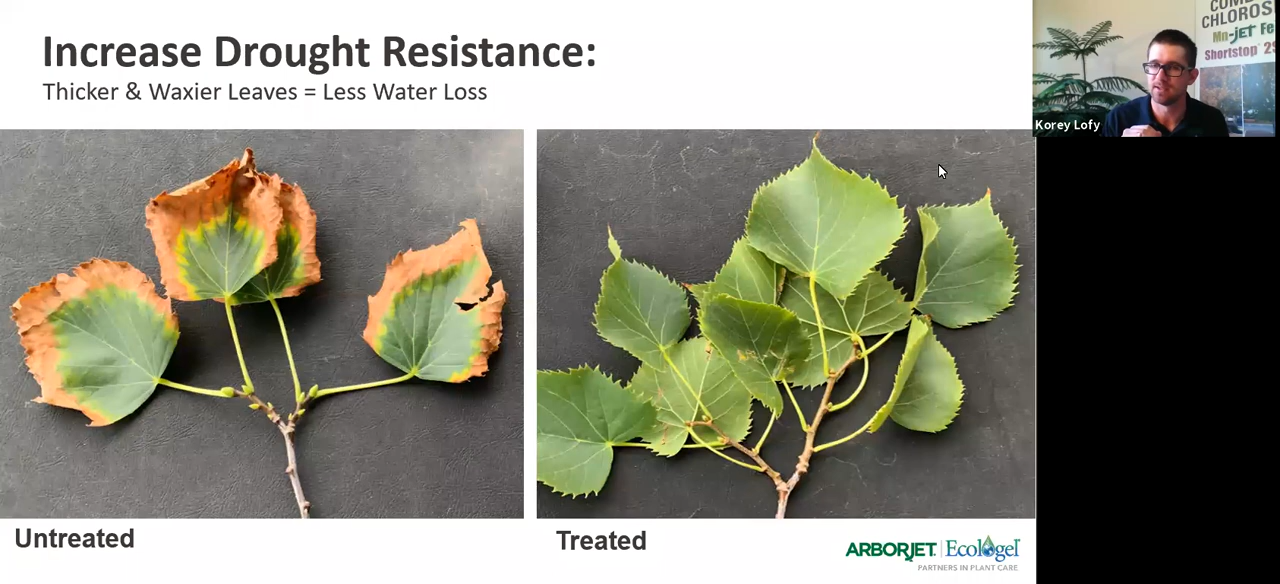 Increase Drought Resistance:
Thicker & Waxier Leaves = Less Water Loss
CHLOROS
Mn-jet Fe
Shortstop 2S
Korey Lofy
Untreated
Treated
ARBORJET | Ecologel
PARTNERS IN PLANT CARE